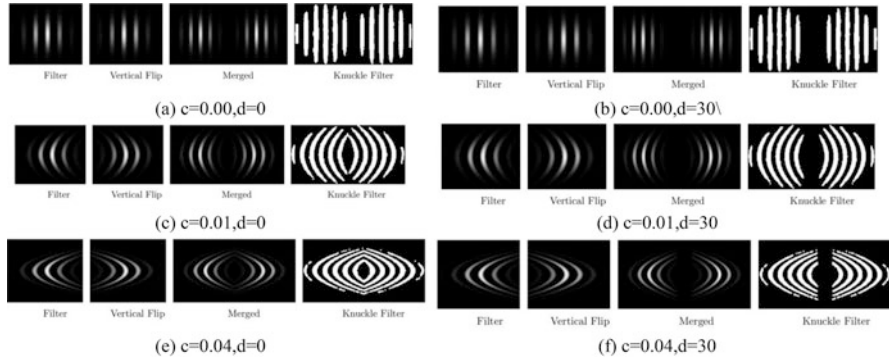 Filter Vertical Flip Merged Knuckle Filter
(a) c=0.00,d=0
Filter Vertical Flip Merged Knuckle Filter
(b) c=0.00,d=30\
Filter Vertical Flip Merged Knuckle Filter
(c) c=0.01,d=0
Filter Vertical Flip Merged Knuckle Filter
(d) c=0.01,d=30
Filter Vertical Flip Merged Knuckle Filter
(e) c=0.04,d=0
Filter Vertical Flip Merged Knuckle Filter
(f) c=0.04,d=30